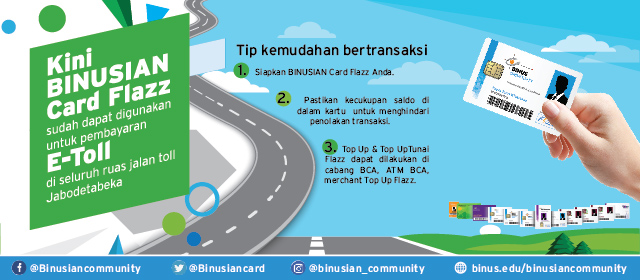 Kini
BINUSIAN
Card Flazz
sudah dapat digunakan
untuk pembayaran
E-Toll
di seluruh ruas jalan toll
Jabodetabeka
Tip kemudahan bertransaksi
1. Siapkan BINUSIAN Card Flazz Anda.
2. Pastikan kecukupan saldo di
dalam kartu untuk menghindari
penolakan transaksi.
3. Top Up & Top UpTunai
Flazz dapat dilakukan di
cabang BCA, ATM BCA,
merchant Top Up Flazz.
BINUS
@Binusiancommunity
@Binusiancard
@binusian_community
binus.edu/binusiancommunity